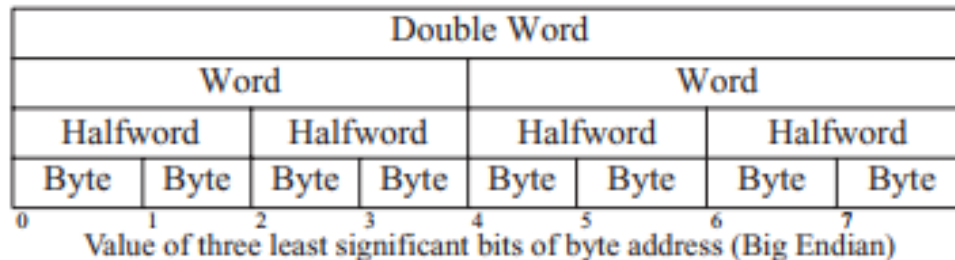 Double Word
Word Word
Halfword Halfword Halfword Halfword
Byte Byte Byte Byte Byte Byte Byte Byte
0 1 2 3 4 5 6 7
Value of three least significant bits of byte address (Big Endian)